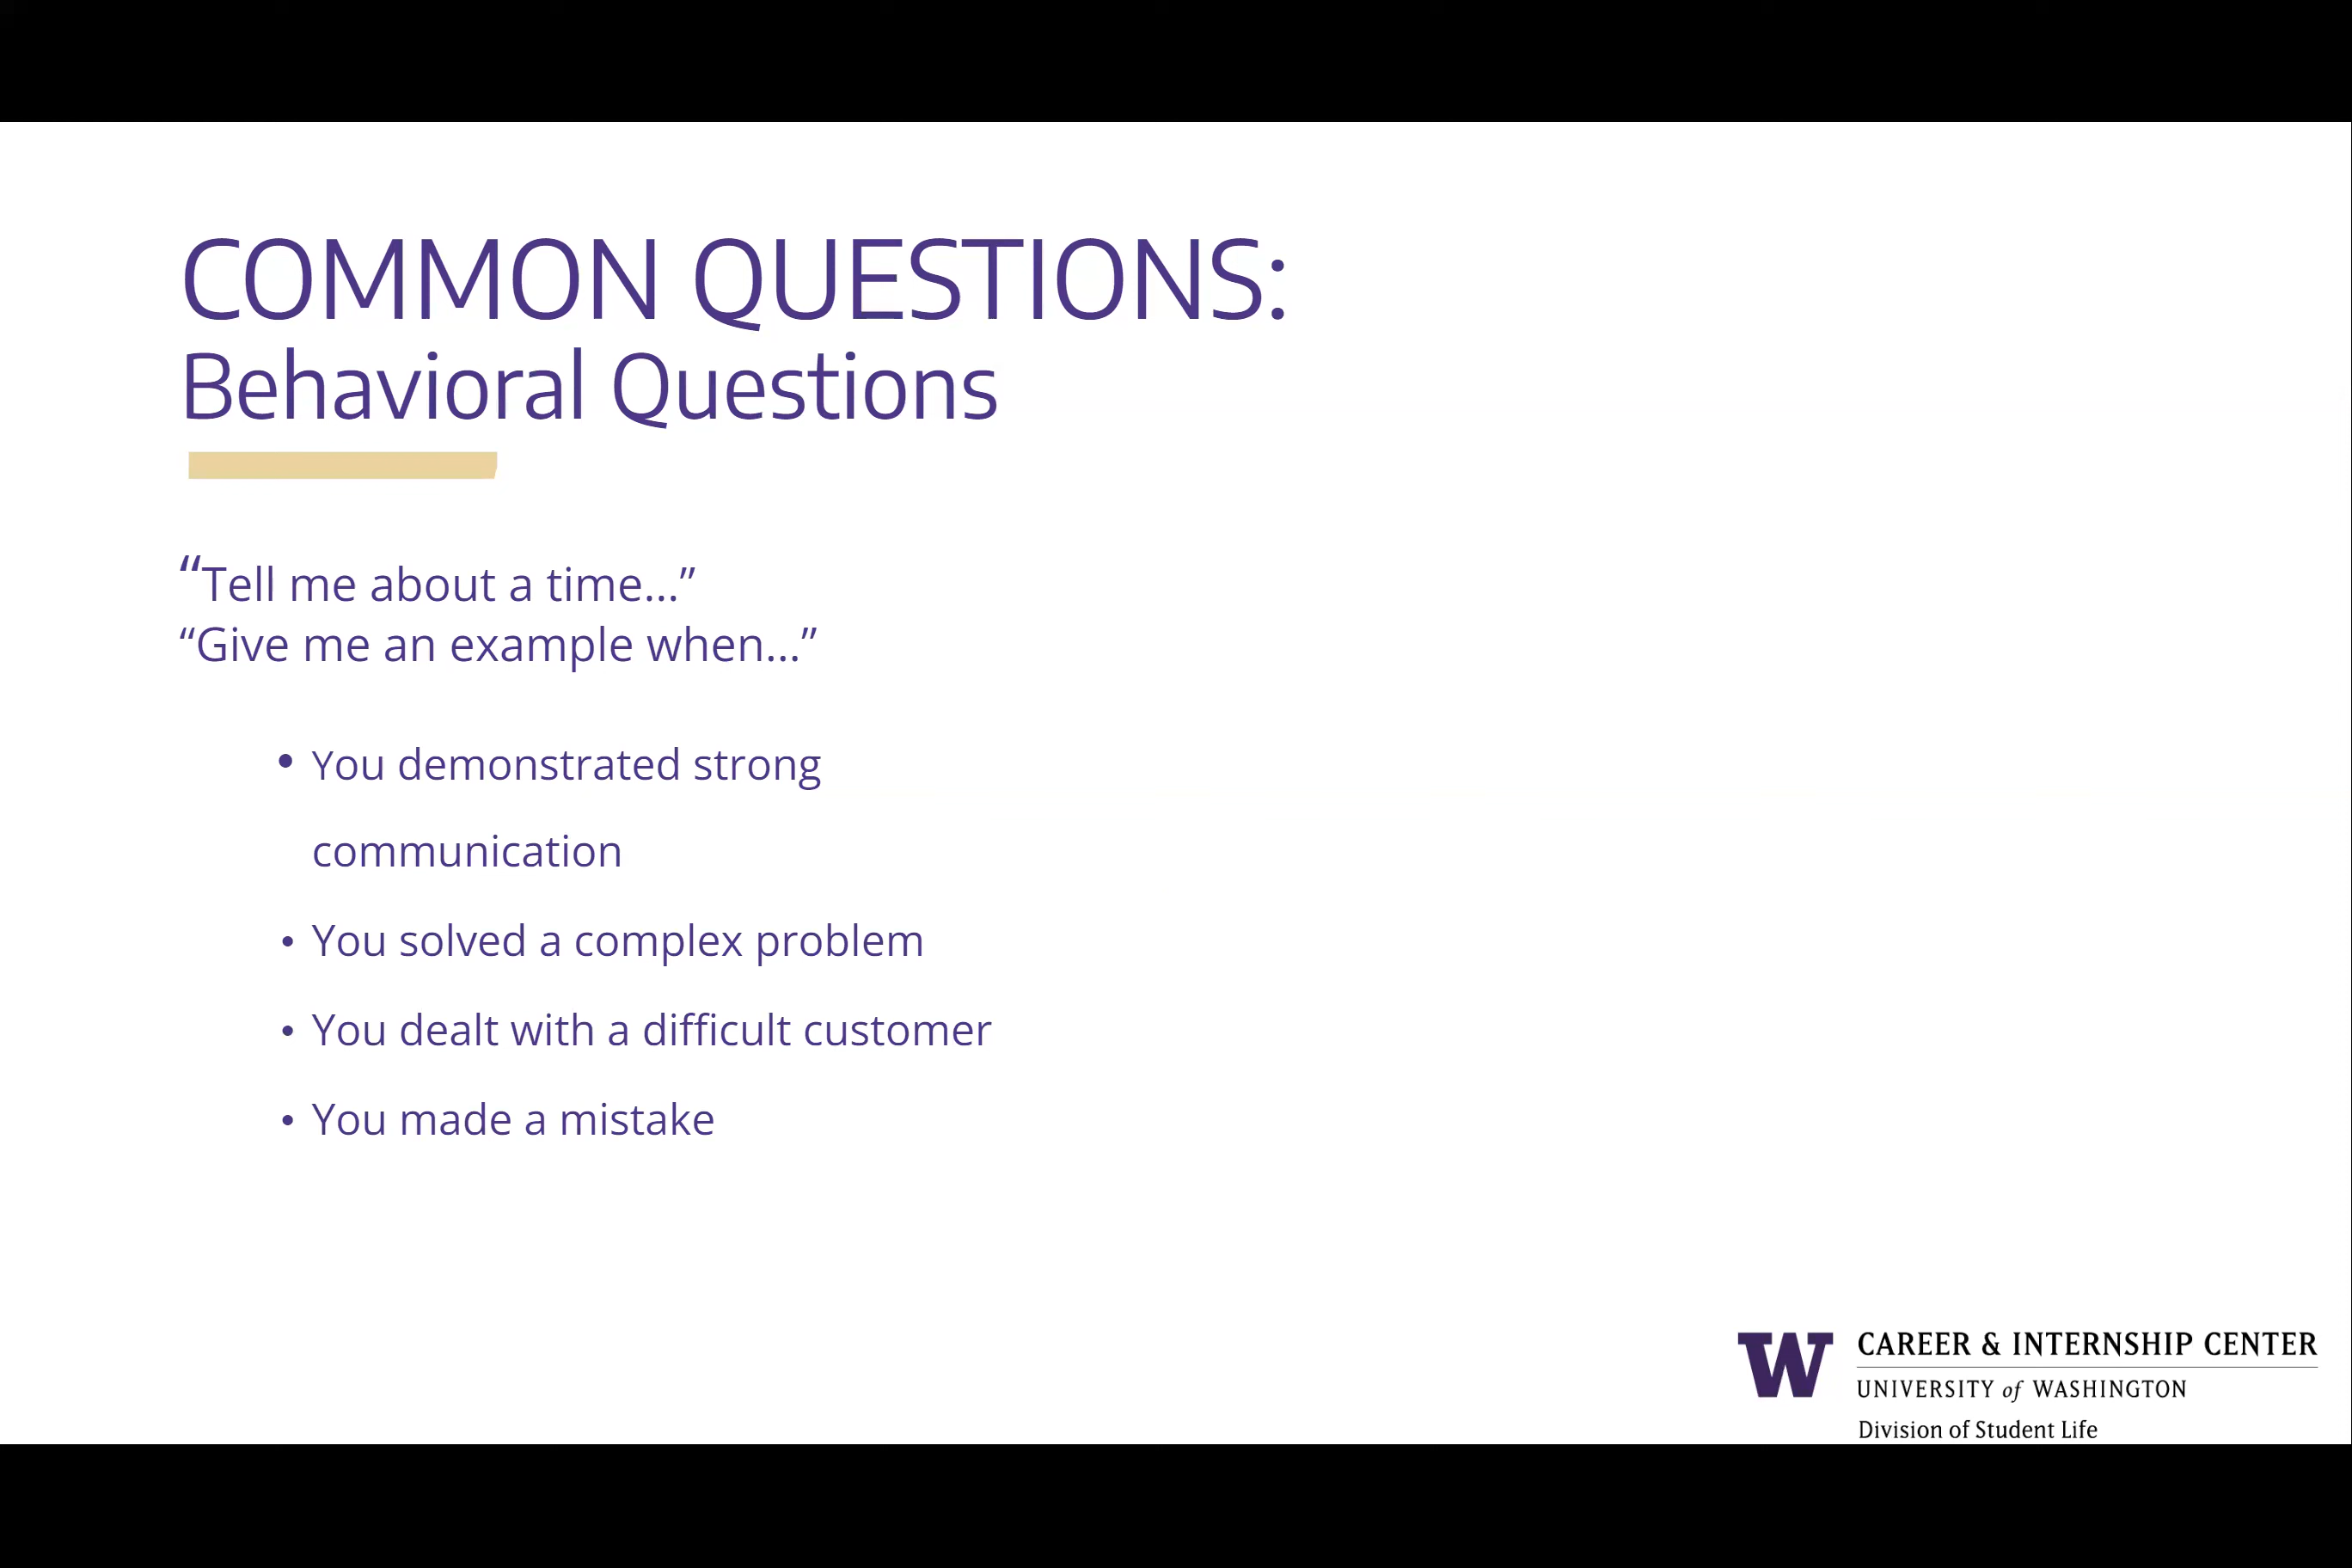 COMMON QUESTIONS:
Behavioral Questions
“Tell me about a time...”
“Give me an example when...”
• You demonstrated strong
communication
• You solved a complex problem
• You dealt with a difficult customer
• You made a mistake
W
CAREER & INTERNSHIP CENTER
UNIVERSITY of WASHINGTON
Division of Student Life